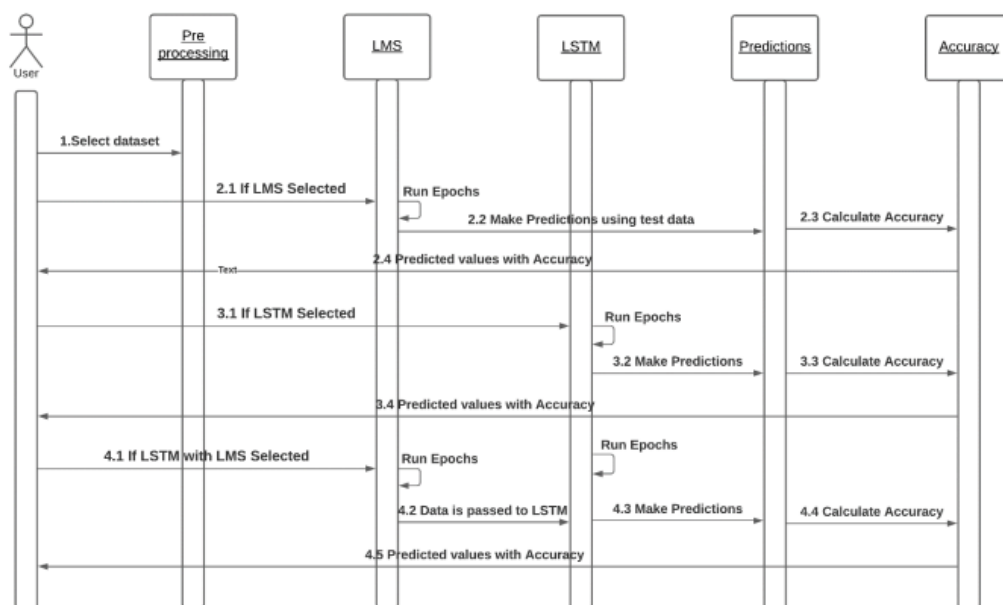 User
Pre
processing
LMS
LSTM
Predictions
Accuracy
1.Select dataset
2.1 If LMS Selected
Run Epochs
2.2 Make Predictions using test data
2.3 Calculate Accuracy
2.4 Predicted values with Accuracy
Text
3.1 If LSTM Selected
Run Epochs
3.2 Make Predictions
3.3 Calculate Accuracy
3.4 Predicted values with Accuracy
4.1 If LSTM with LMS Selected
Run Epochs
Run Epochs
4.2 Data is passed to LSTM
4.3 Make Predictions
4.4 Calculate Accuracy
4.5 Predicted values with Accuracy